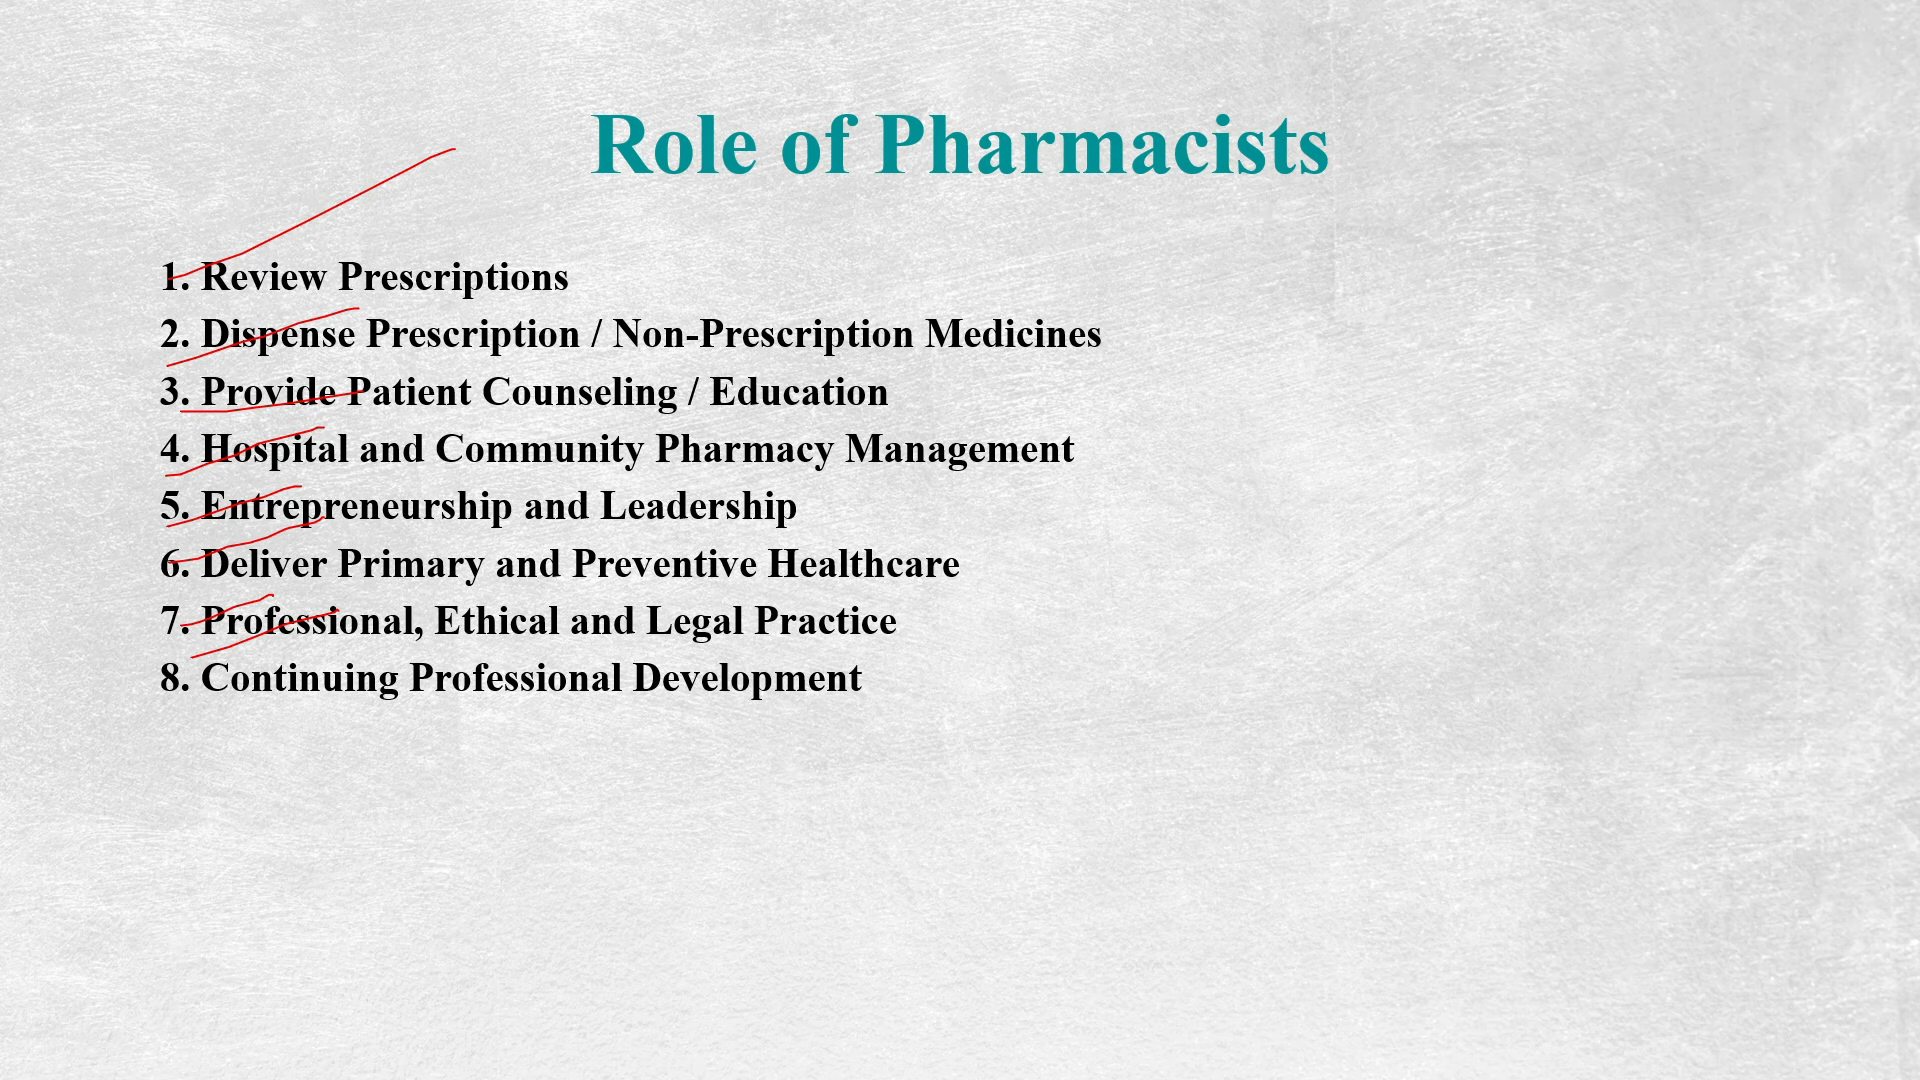 Role of Pharmacists
1. Review Prescriptions
2. Dispense Prescription / Non-Prescription Medicines
3. Provide Patient Counseling / Education
4. Hospital and Community Pharmacy Management
5. Entrepreneurship and Leadership
6. Deliver Primary and Preventive Healthcare
7. Professional, Ethical and Legal Practice
8. Continuing Professional Development